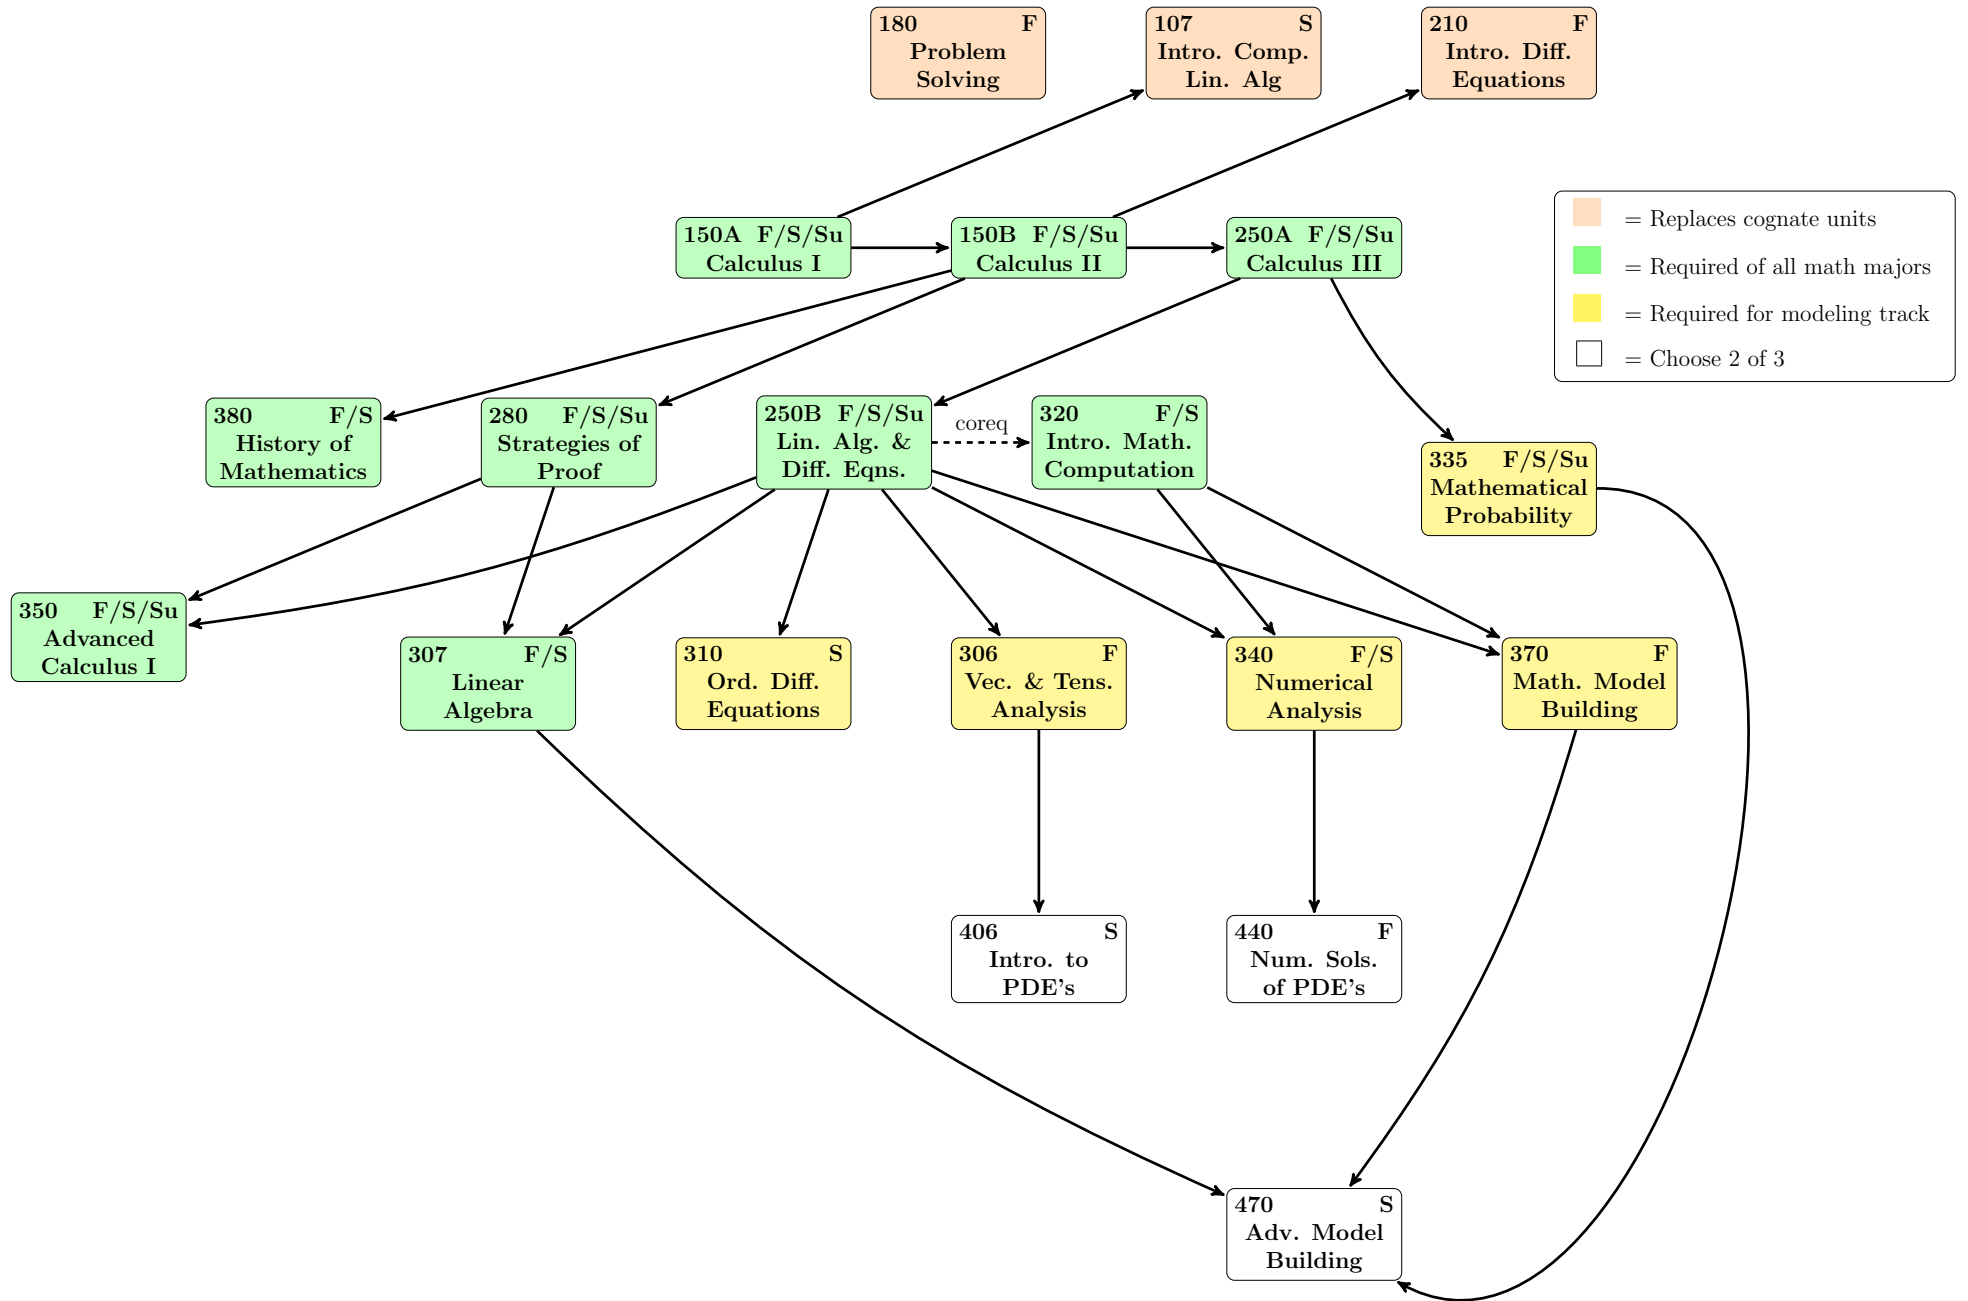 180 F
Problem
Solving
107 S
Intro. Comp.
Lin. Alg
210 F
Intro. Diff.
Equations
150A F/S/Su
Calculus I
150B F/S/Su
Calculus II
250A F/S/Su
Calculus III
= Replaces cognate units
= Required of all math majors
= Required for modeling track
= Choose 2 of 3
380 F/S
History of
Mathematics
280 F/S/Su
Strategies of
Proof
250B F/S/Su
Lin. Alg. &
Diff. Eqns.
coreq
320 F/S
Intro. Math.
Computation
335 F/S/Su
Mathematical
Probability
350 F/S/Su
Advanced
Calculus I
307 F/S
Linear
Algebra
310 S
Ord. Diff.
Equations
306 F
Vec. & Tens.
Analysis
340 F/S
Numerical
Analysis
370 F
Math. Model
Building
406 S
Intro. to
PDE's
440 F
Num. Sols.
of PDE's
470 S
Adv. Model
Building